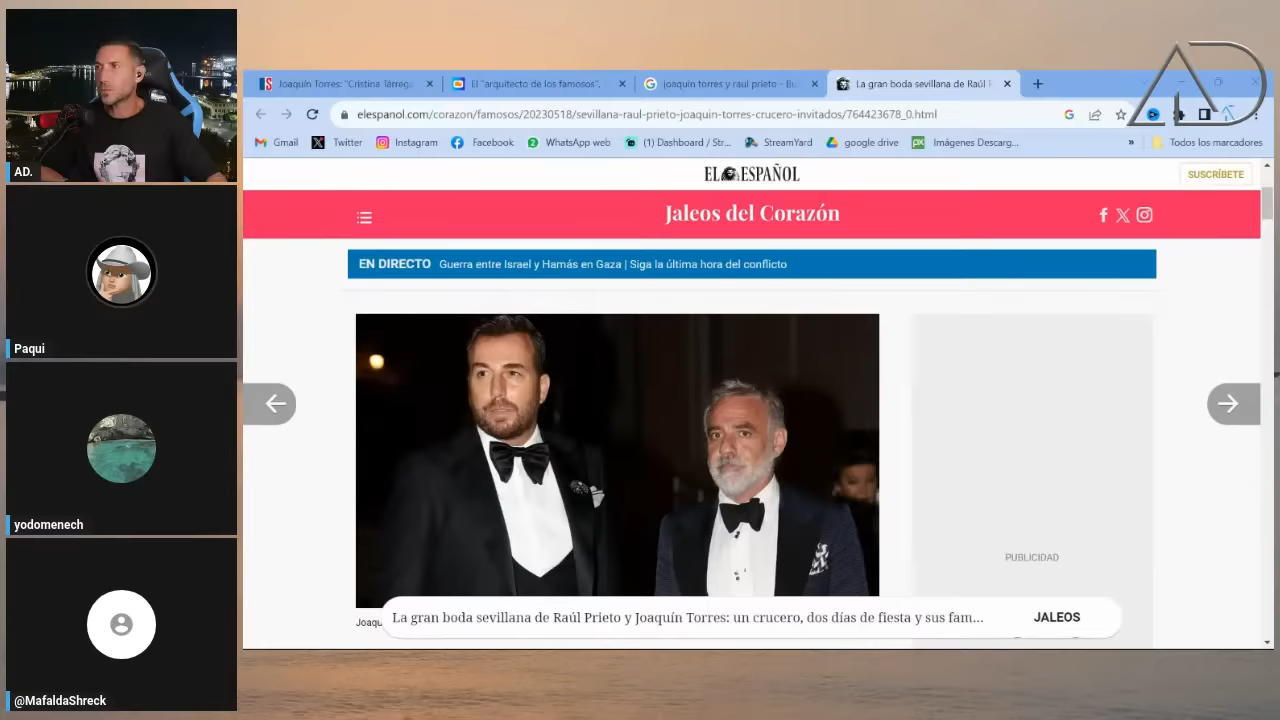 AD.
Paqui
yodomenech
@MafaldaShreck
Joaquín Torres: "Cristina Tárrega
El "arquitecto de los famosos",
joaquin torres y raul prieto - Bu
La gran boda sevillana de Raúl P
elespanol.com/corazon/famosos/20230518/sevillana-raul-prieto-joaquin-torres-crucero-invitados/764423678_0.html
Gmail Twitter Instagram Facebook WhatsApp web (1) Dashboard / Str... StreamYard google drive Imágenes Descarg... » Todos los marcadores
EL ESPAÑOL
SUSCRÍBETE
Jaleos del Corazón
EN DIRECTO Guerra entre Israel y Hamás en Gaza | Siga la última hora del conflicto
PUBLICIDAD
Joaqu
La gran boda sevillana de Raúl Prieto y Joaquín Torres: un crucero, dos días de fiesta y sus fam...
JALEOS
AD